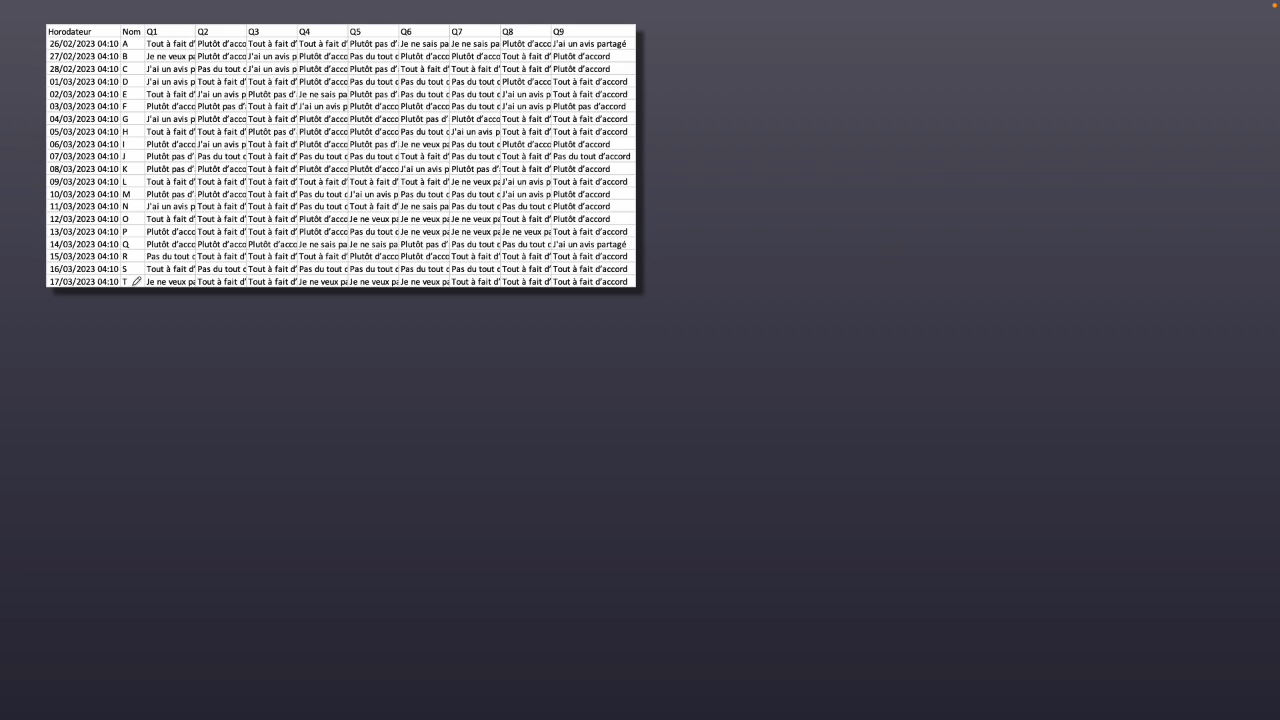 Horodateur Nom Q1 Q2 Q3 Q4 Q5 Q6 Q7 Q8 Q9
26/02/2023 04:10 A Tout à fait d' Plutôt d'acco Tout à fait d' Tout à fait d' Plutôt pas d' Je ne sais pa Je ne sais pa Plutôt d'acco J'ai un avis partagé
27/02/2023 04:10 B Je ne veux pa Plutôt d'acco J'ai un avis p Plutôt d'acco Pas du tout d Plutôt d'acco Plutôt d'acco Tout à fait d' Plutôt d'accord
28/02/2023 04:10 C J'ai un avis p Pas du tout d J'ai un avis p Plutôt d'acco Plutôt pas d' Tout à fait d' Tout à fait d' Tout à fait d' Plutôt d'accord
01/03/2023 04:10 D J'ai un avis p Tout à fait d' Tout à fait d' Plutôt d'acco Pas du tout d Pas du tout d Pas du tout d Plutôt d'acco Tout à fait d'accord
02/03/2023 04:10 E Tout à fait d' J'ai un avis p Plutôt pas d' Je ne sais pa Plutôt d'acco Pas du tout d Pas du tout d J'ai un avis p Tout à fait d'accord
03/03/2023 04:10 F Plutôt d'acco Plutôt pas d' Tout à fait d' J'ai un avis p Plutôt d'acco Plutôt d'acco Pas du tout d J'ai un avis p Plutôt pas d'accord
04/03/2023 04:10 G J'ai un avis p Plutôt d'acco Tout à fait d' Plutôt d'acco Plutôt d'acco Plutôt pas d' Plutôt d'acco Tout à fait d' Tout à fait d'accord
05/03/2023 04:10 H Tout à fait d' Tout à fait d' Plutôt pas d' Plutôt d'acco Plutôt d'acco Pas du tout d J'ai un avis p Tout à fait d' Tout à fait d'accord
06/03/2023 04:10 I Plutôt d'acco J'ai un avis p Tout à fait d' Plutôt d'acco Plutôt pas d' Je ne veux pa Pas du tout d Tout à fait d' Plutôt d'accord
07/03/2023 04:10 J Plutôt pas d' Pas du tout d Tout à fait d' Pas du tout d Pas du tout d Tout à fait d' Pas du tout d Tout à fait d' Pas du tout d'accord
08/03/2023 04:10 K Plutôt pas d' Plutôt d'acco Tout à fait d' Plutôt d'acco Plutôt d'acco J'ai un avis p Plutôt pas d' Tout à fait d' Plutôt d'accord
09/03/2023 04:10 L Tout à fait d' Tout à fait d' Tout à fait d' Tout à fait d' Tout à fait d' Tout à fait d' Je ne veux pa J'ai un avis p Tout à fait d'accord
10/03/2023 04:10 M Plutôt pas d' Plutôt d'acco Tout à fait d' Pas du tout d J'ai un avis p Pas du tout d Pas du tout d J'ai un avis p Plutôt d'accord
11/03/2023 04:10 N J'ai un avis p Tout à fait d' Tout à fait d' Pas du tout d Tout à fait d' Je ne sais pa Pas du tout d Pas du tout d Plutôt d'accord
12/03/2023 04:10 O Tout à fait d' Tout à fait d' Tout à fait d' Plutôt d'acco Je ne veux pa Je ne veux pa Je ne veux pa Tout à fait d' Plutôt d'accord
13/03/2023 04:10 P Tout à fait d' Plutôt d'acco Tout à fait d' Plutôt d'acco Pas du tout d Je ne veux pa Je ne veux pa Je ne veux pa Plutôt d'accord
14/03/2023 04:10 Q Plutôt d'acco Plutôt d'acco Plutôt d'acco Je ne sais pa Je ne sais pa Plutôt pas d' Pas du tout d Pas du tout d J'ai un avis partagé
15/03/2023 04:10 R Pas du tout d Tout à fait d' Tout à fait d' Tout à fait d' Plutôt d'acco Plutôt d'acco Tout à fait d' Tout à fait d' Tout à fait d'accord
16/03/2023 04:10 S Tout à fait d' Pas du tout d Tout à fait d' Pas du tout d Pas du tout d Pas du tout d Pas du tout d Tout à fait d' Tout à fait d'accord
17/03/2023 04:10 T Je ne veux pa Tout à fait d' Tout à fait d' Je ne veux pa Je ne veux pa Je ne veux pa Tout à fait d' Tout à fait d' Tout à fait d'accord